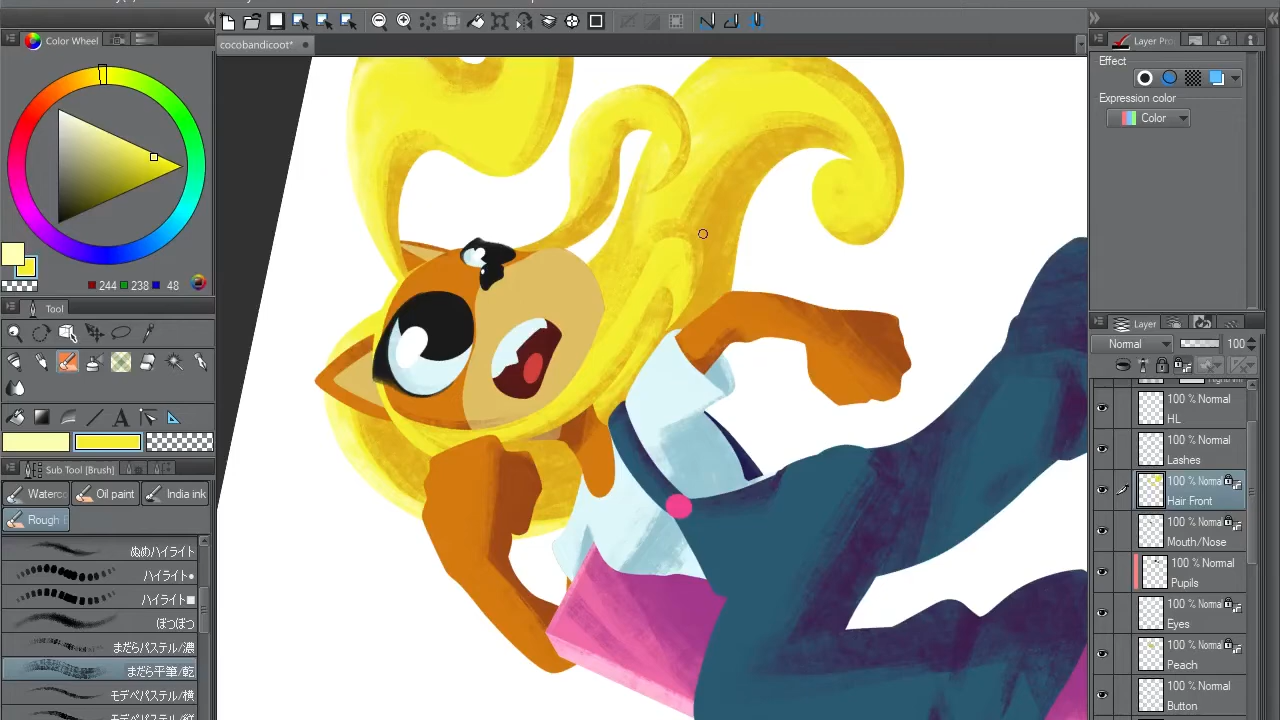 cocobandicoot*
Color Wheel
244 238 48
Tool
Sub Tool [Brush]
Oil paint
India ink
Rough
ぬめハイライト
ハイライト●
ハイライト■
ぼつぼつ
まだらパステル/濃
まだら平筆/乾
モデペパステル/横
Layer Pro
Effect
Expression color
Color
Layer
Normal 100
100 % Normal
HL
100 % Normal
Lashes
100 % Norma
Hair Front
100 % Norma
Mouth/Nose
100 % Normal
Pupils
100 % Norma
Eyes
100 % Norma
Peach
100 % Normal
Button